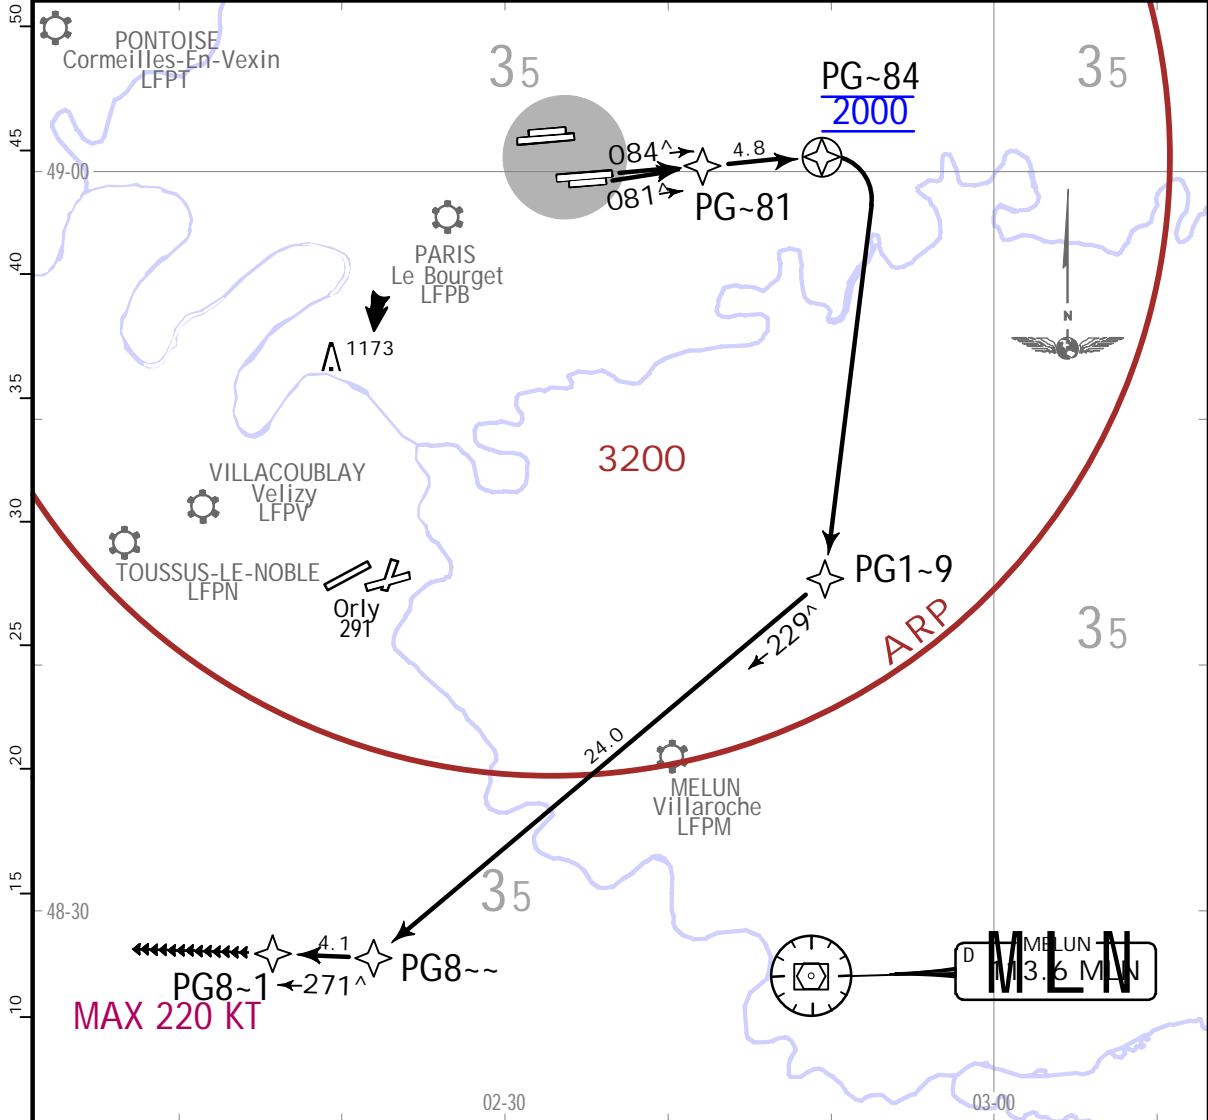 50
45
40
35
30
25
20
15
10
PONTOISE
Cormeilles-En-Vexin
LFPT
35
35
PG~84
2000
084^
4.8
081^
PG~81
49-00
PARIS
Le Bourget
LFPB
1173
N
3200
VILLACOUBLAY
Velizy
LFPV
TOUSSUS-LE-NOBLE
LFPN
Orly
291
PG1~9
229^
ARP
35
24.0
MELUN
Villaroche
LFPM
35
48-30
4.1
PG8~~
PG8~1
271^
MAX 220 KT
MELUN
D
113.6 MLN
M L N
02-30
03-00